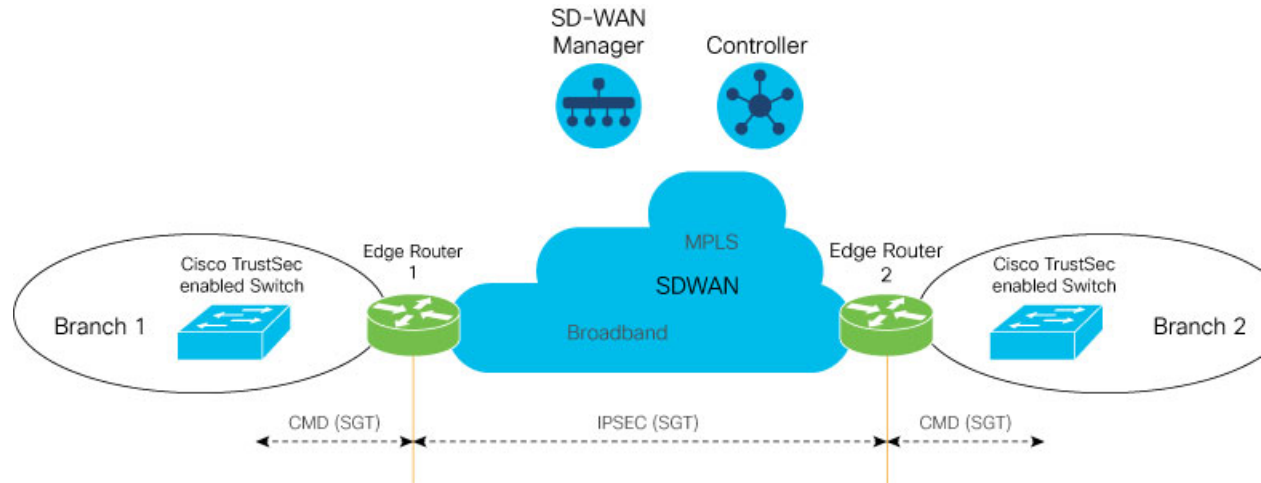 SD-WAN
Manager
Controller
MPLS
SDWAN
Broadband
Edge Router
1
Edge Router
2
Cisco TrustSec
enabled Switch
Branch 1
Cisco TrustSec
enabled Switch
Branch 2
CMD (SGT)
IPSEC (SGT)
CMD (SGT)